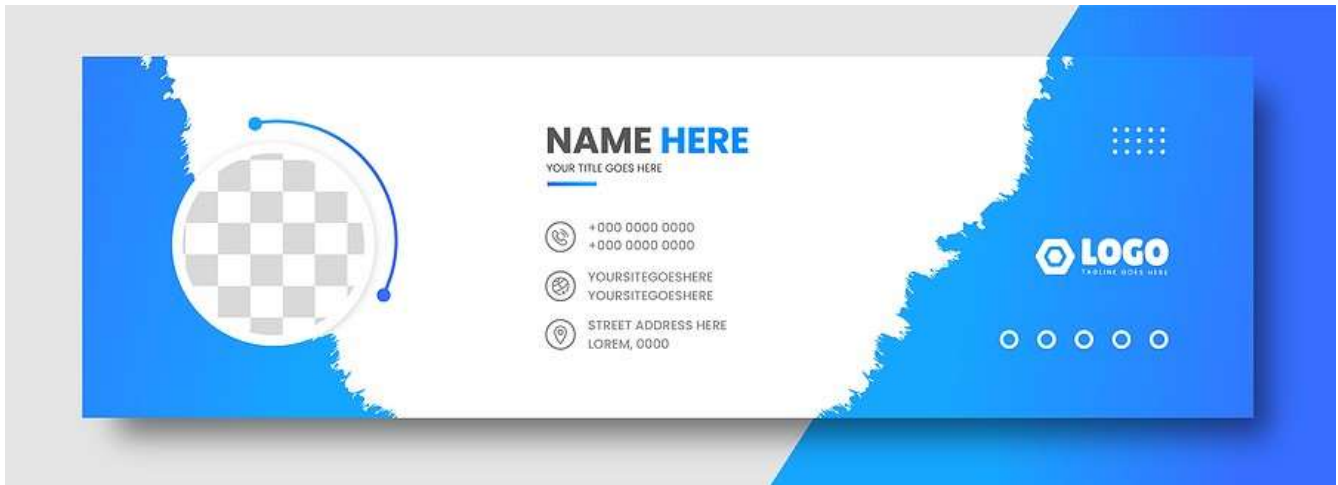 NAME HERE
YOUR TITLE GOES HERE
+000 0000 0000
+000 0000 0000
YOURSITEGOESHERE
YOURSITEGOESHERE
STREET ADDRESS HERE
LOREM, 0000
LOGO
TAGLINE GOES HERE